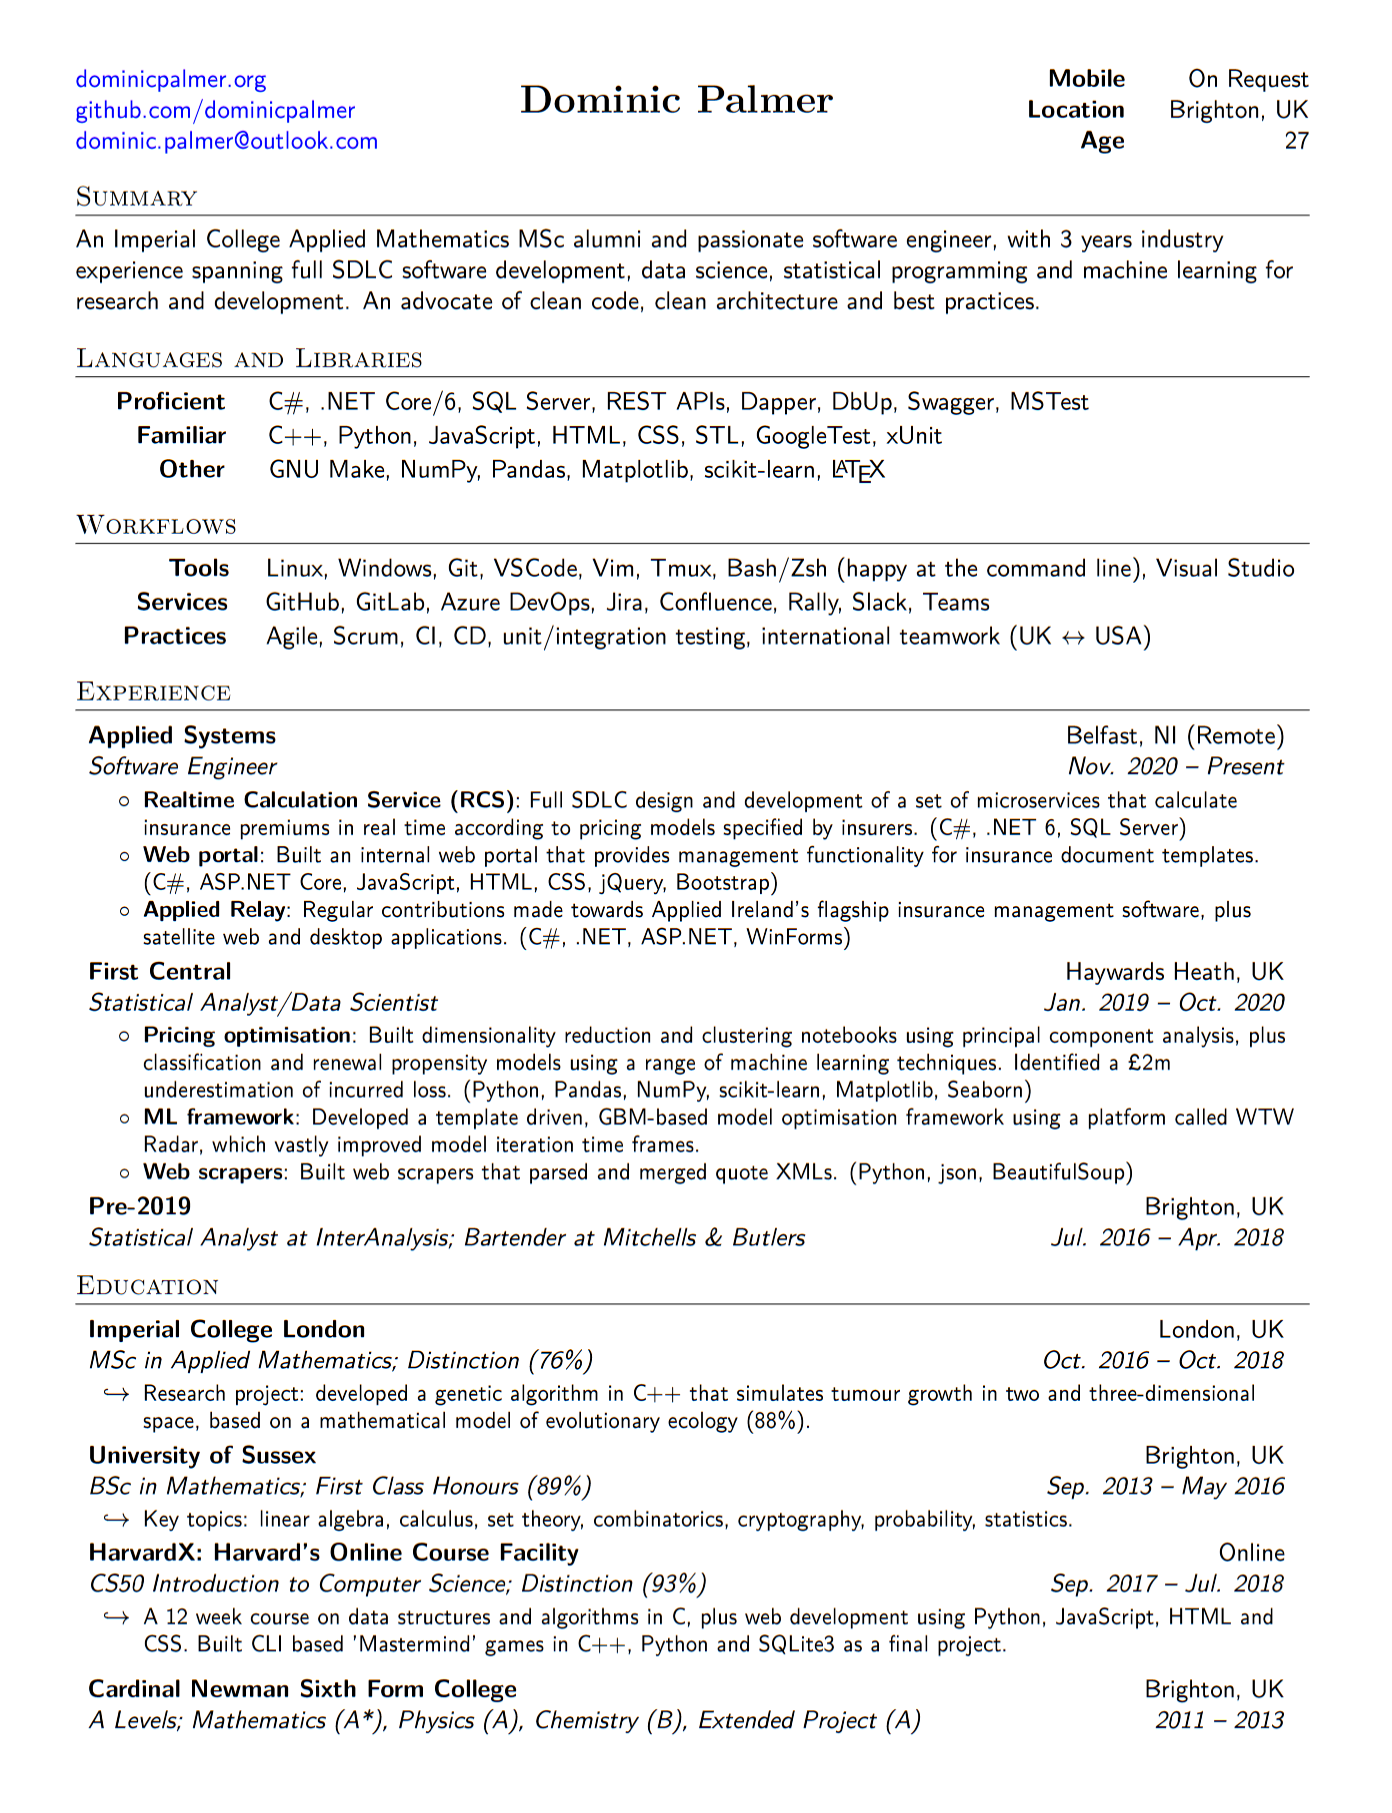 dominicpalmer.org
github.com/dominicpalmer
dominic.palmer@outlook.com
Dominic Palmer
Mobile On Request
Location Brighton, UK
Age 27
Summary
An Imperial College Applied Mathematics MSc alumni and passionate software engineer, with 3 years industry
experience spanning full SDLC software development, data science, statistical programming and machine learning for
research and development. An advocate of clean code, clean architecture and best practices.
Languages and Libraries
Proficient C#, .NET Core/6, SQL Server, REST APIs, Dapper, DbUp, Swagger, MSTest
Familiar C++, Python, JavaScript, HTML, CSS, STL, GoogleTest, xUnit
Other GNU Make, NumPy, Pandas, Matplotlib, scikit-learn, LATEX
Workflows
Tools Linux, Windows, Git, VSCode, Vim, Tmux, Bash/Zsh (happy at the command line), Visual Studio
Services GitHub, GitLab, Azure DevOps, Jira, Confluence, Rally, Slack, Teams
Practices Agile, Scrum, CI, CD, unit/integration testing, international teamwork (UK ↔ USA)
Experience
Applied Systems Belfast, NI (Remote)
Software Engineer Nov. 2020 – Present
○ Realtime Calculation Service (RCS): Full SDLC design and development of a set of microservices that calculate
insurance premiums in real time according to pricing models specified by insurers. (C#, .NET 6, SQL Server)
○ Web portal: Built an internal web portal that provides management functionality for insurance document templates.
(C#, ASP.NET Core, JavaScript, HTML, CSS, jQuery, Bootstrap)
○ Applied Relay: Regular contributions made towards Applied Ireland's flagship insurance management software, plus
satellite web and desktop applications. (C#, .NET, ASP.NET, WinForms)
First Central Haywards Heath, UK
Statistical Analyst/Data Scientist Jan. 2019 – Oct. 2020
○ Pricing optimisation: Built dimensionality reduction and clustering notebooks using principal component analysis, plus
classification and renewal propensity models using a range of machine learning techniques. Identified a £2m
underestimation of incurred loss. (Python, Pandas, NumPy, scikit-learn, Matplotlib, Seaborn)
○ ML framework: Developed a template driven, GBM-based model optimisation framework using a platform called WTW
Radar, which vastly improved model iteration time frames.
○ Web scrapers: Built web scrapers that parsed and merged quote XMLs. (Python, json, BeautifulSoup)
Pre-2019 Brighton, UK
Statistical Analyst at InterAnalysis; Bartender at Mitchells & Butlers Jul. 2016 – Apr. 2018
Education
Imperial College London London, UK
MSc in Applied Mathematics; Distinction (76%) Oct. 2016 – Oct. 2018
↪ Research project: developed a genetic algorithm in C++ that simulates tumour growth in two and three-dimensional
space, based on a mathematical model of evolutionary ecology (88%).
University of Sussex Brighton, UK
BSc in Mathematics; First Class Honours (89%) Sep. 2013 – May 2016
↪ Key topics: linear algebra, calculus, set theory, combinatorics, cryptography, probability, statistics.
HarvardX: Harvard's Online Course Facility Online
CS50 Introduction to Computer Science; Distinction (93%) Sep. 2017 – Jul. 2018
↪ A 12 week course on data structures and algorithms in C, plus web development using Python, JavaScript, HTML and
CSS. Built CLI based 'Mastermind' games in C++, Python and SQLite3 as a final project.
Cardinal Newman Sixth Form College Brighton, UK
A Levels; Mathematics (A*), Physics (A), Chemistry (B), Extended Project (A) 2011 – 2013